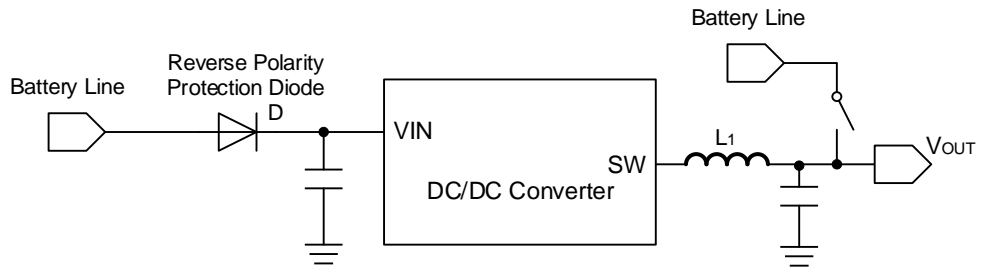 Battery Line
Reverse Polarity
Protection Diode
D
Battery Line
VIN
SW
DC/DC Converter
L1
VOUT